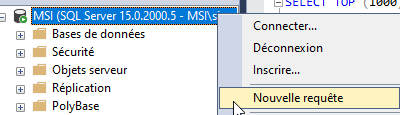 MSI (SQL Server 15.0.2000.5 - MSI\
SELECT TOP (1000)
Bases de données
Sécurité
Objets serveur
Réplication
PolyBase
Connecter...
Déconnexion
Inscrire...
Nouvelle requête